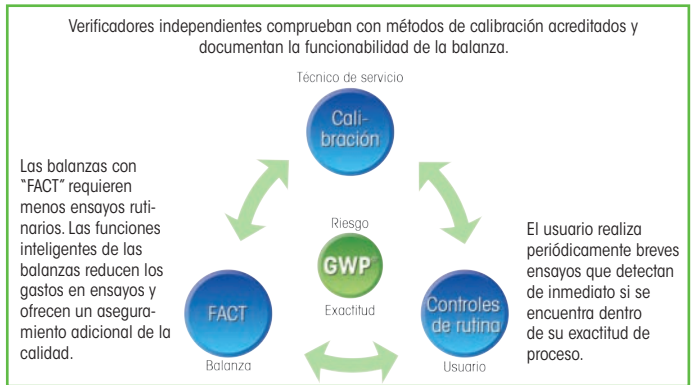 Verificadores independientes comprueban con métodos de calibración acreditados y
documentan la funcionabilidad de la balanza.
Técnico de servicio
Cali-
bración
Las balanzas con
"FACT" requieren
menos ensayos ruti-
narios. Las funciones
inteligentes de las
balanzas reducen los
gastos en ensayos y
ofrecen un asegura-
miento adicional de la
calidad.
Riesgo
GWP
Exactitud
FACT
Balanza
Controles
de rutina
Usuario
El usuario realiza
periódicamente breves
ensayos que detectan
de inmediato si se
encuentra dentro
de su exactitud de
proceso.